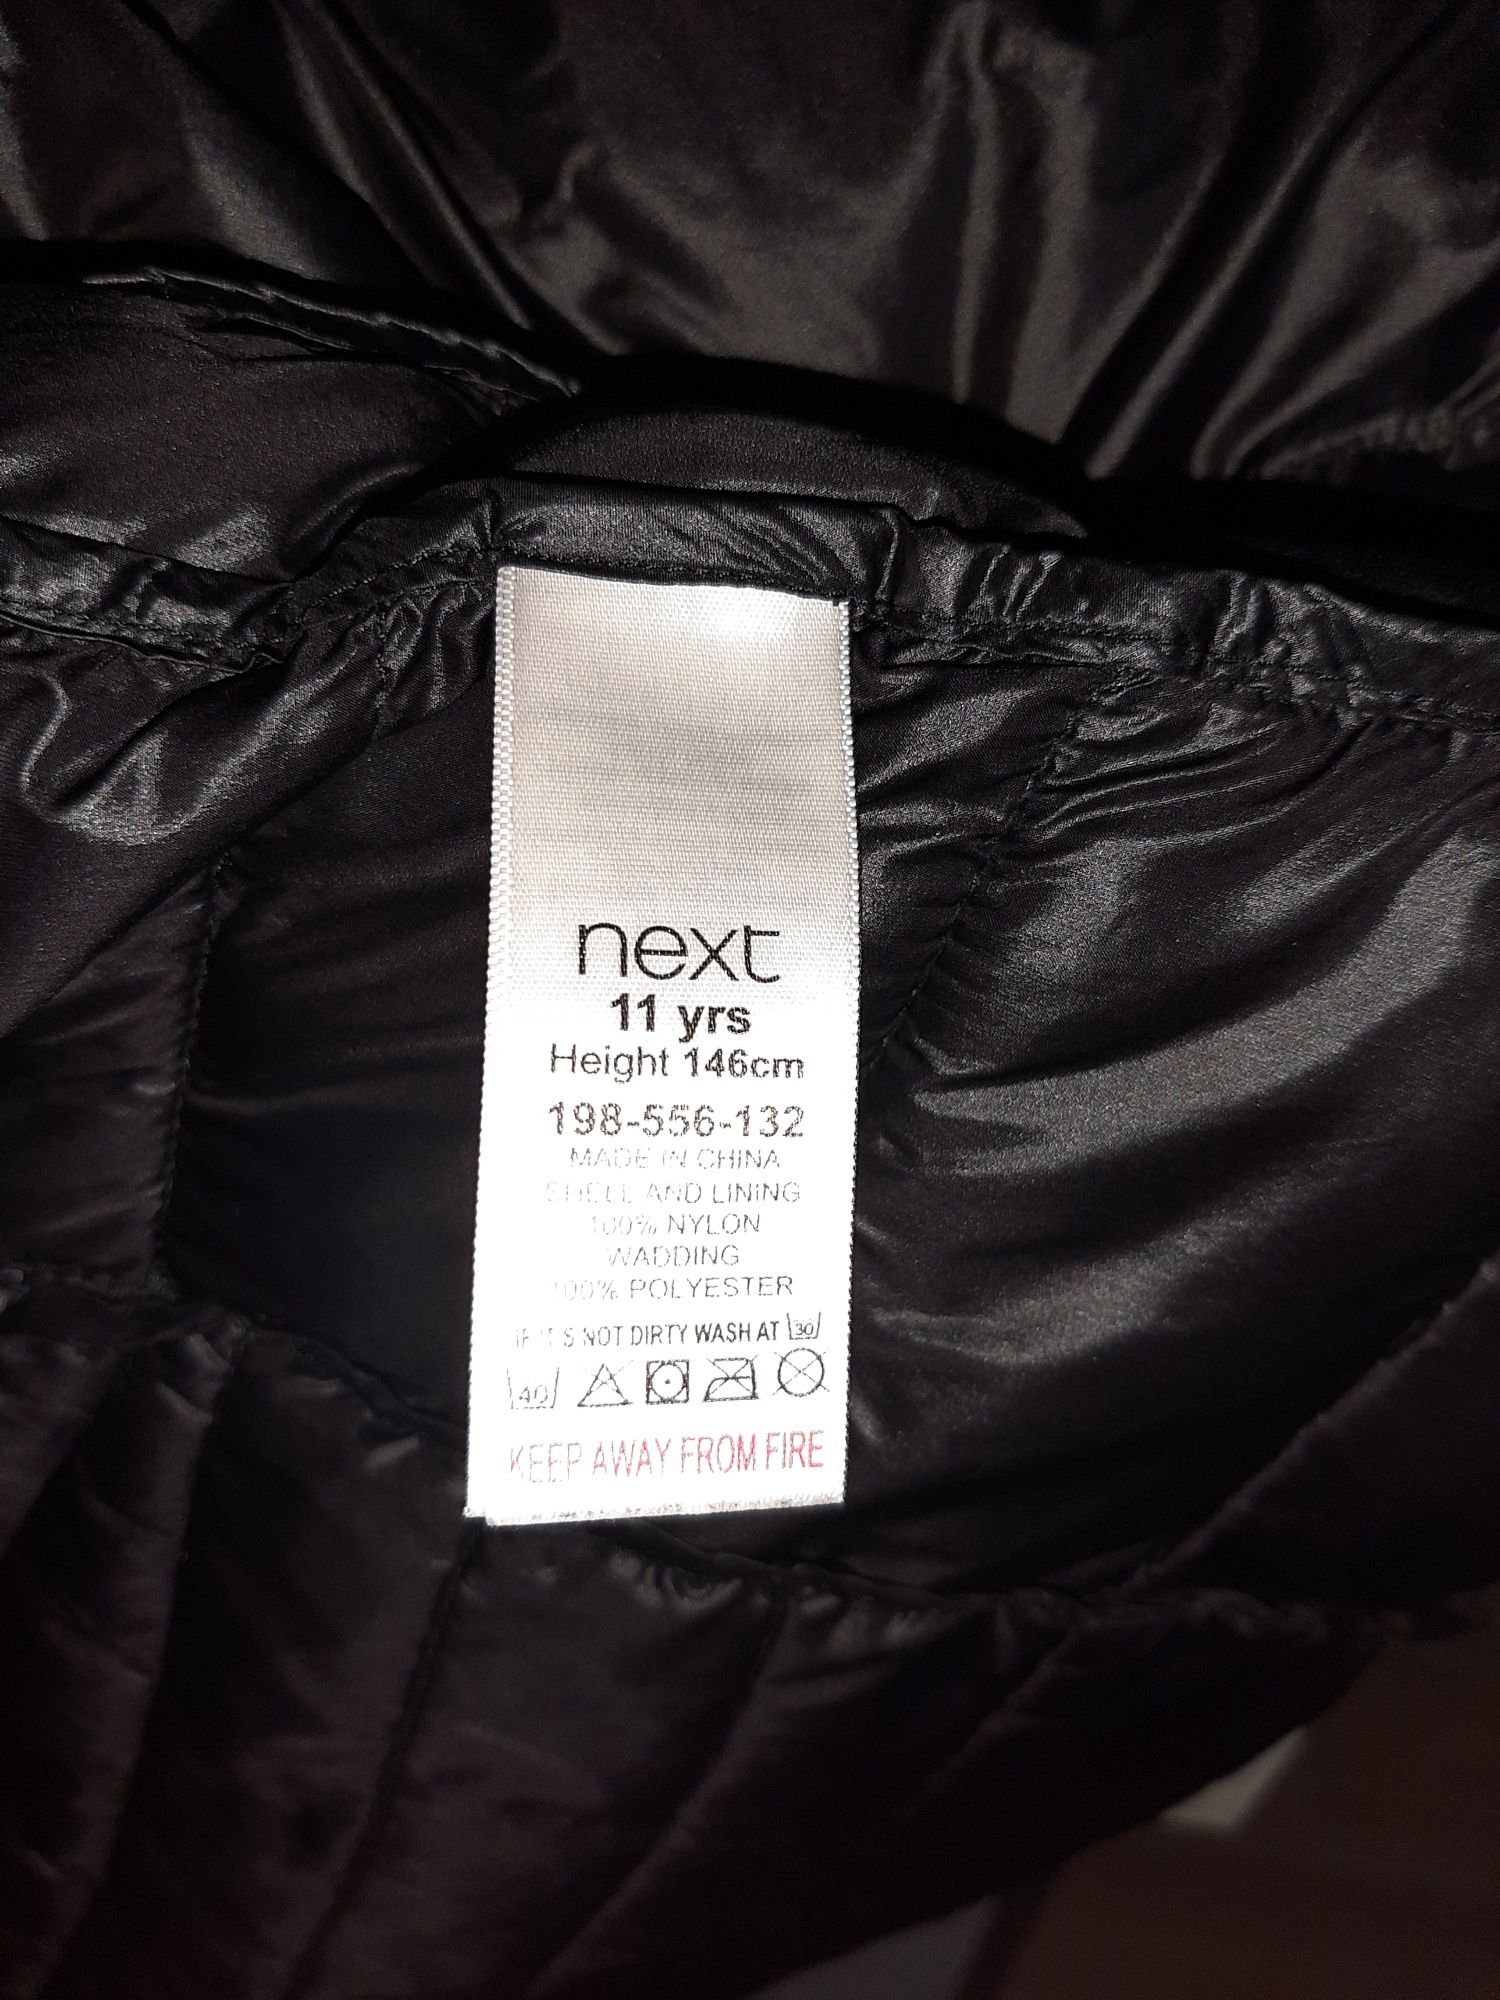 next
11 yrs
Height 146cm
198-556-132
MADE IN CHINA
SHELL AND LINING
100% NYLON
WADDING
100% POLYESTER
IF IT'S NOT DIRTY WASH AT 30
40
KEEP AWAY FROM FIRE